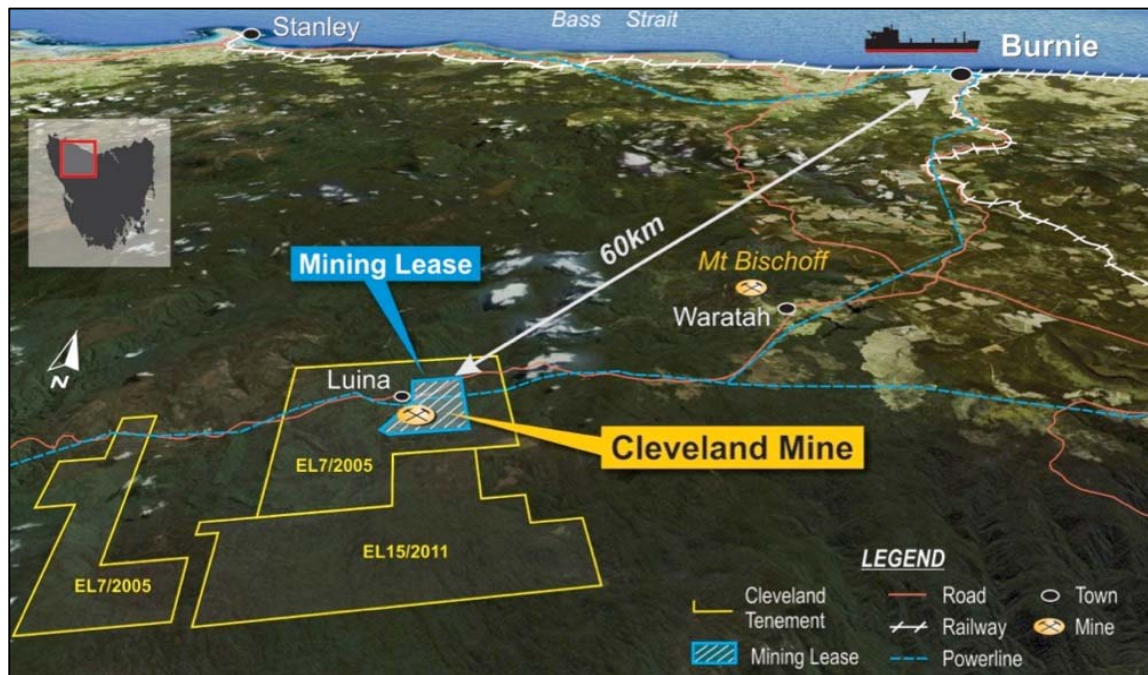 Bass Strait
Stanley
Burnie
60km
Mining Lease
Mt Bischoff
Waratah
N
Luina
Cleveland Mine
EL7/2005
EL15/2011
EL7/2005
LEGEND
Cleveland Tenement
Mining Lease
Road
Railway
Powerline
Town
Mine